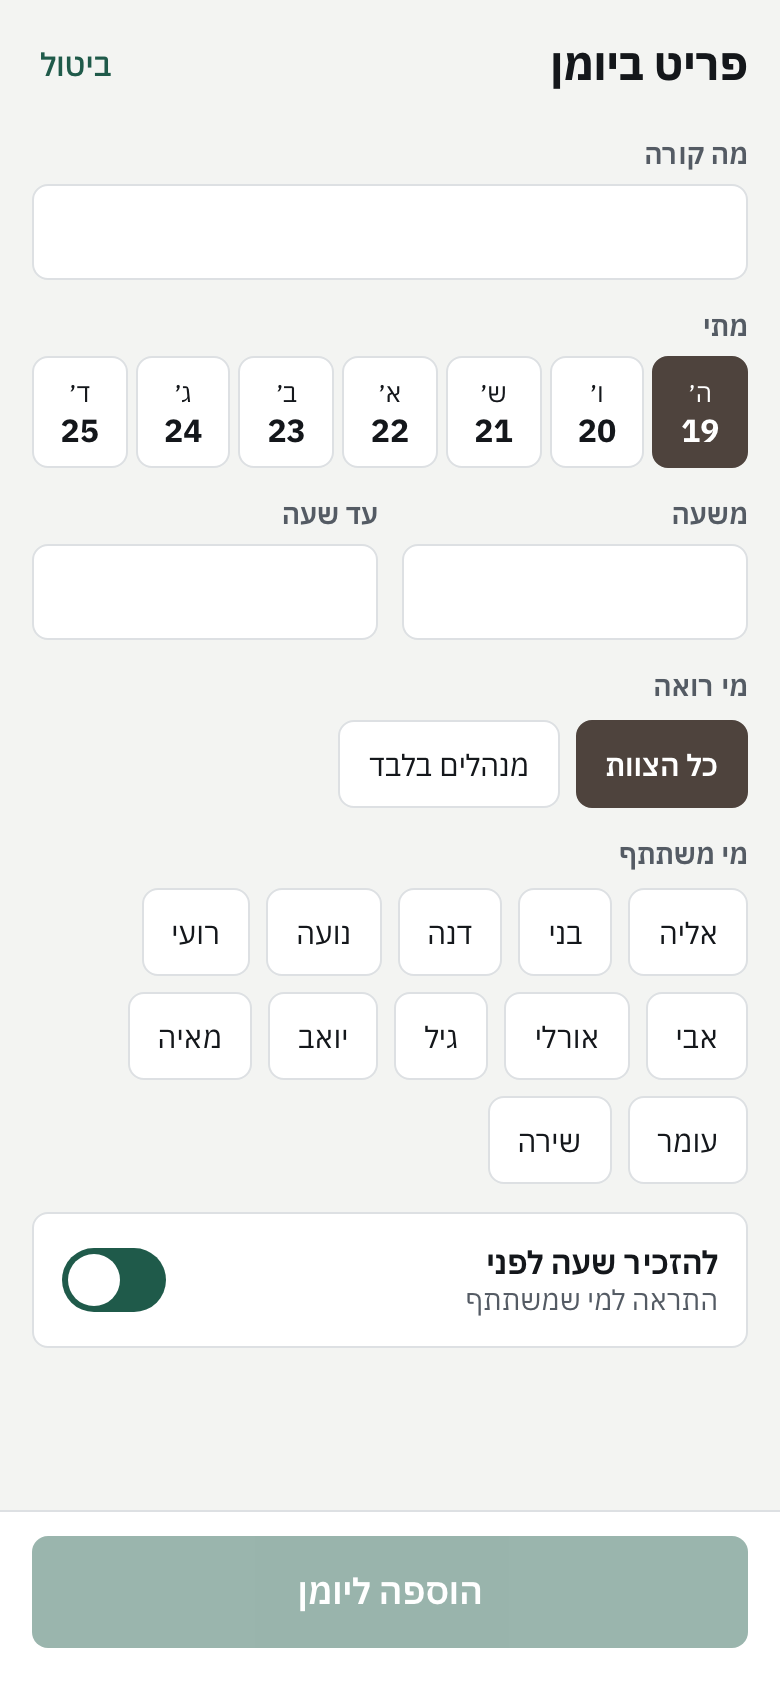 פריט ביומן
ביטול
מה קורה
מתי
ה׳ ו׳ ש׳ א׳ ב׳ ג׳ ד׳
19 20 21 22 23 24 25
משעה
עד שעה
מי רואה
כל הצוות
מנהלים בלבד
מי משתתף
אליה בני דנה נועה רועי
אבי אורלי גיל יואב מאיה
עומר שירה
להזכיר שעה לפני
התראה למי שמשתתף
הוספה ליומן